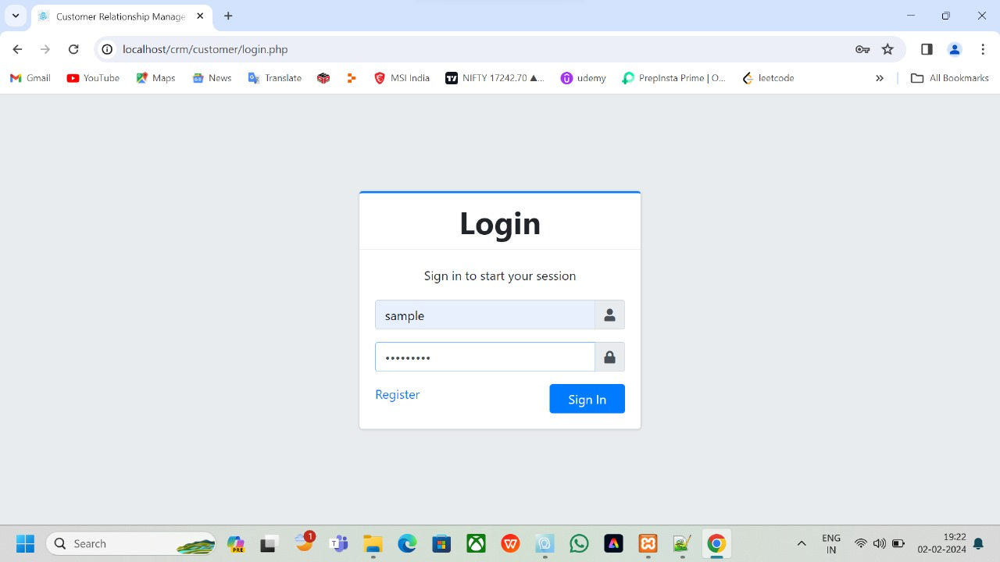 Customer Relationship Manage
localhost/crm/customer/login.php
Gmail YouTube Maps News Translate MSI India NIFTY 17242.70 ▲... udemy PrepInsta Prime | O... leetcode » All Bookmarks
Login
Sign in to start your session
sample
•••••••••
Register Sign In
Search PRE 1 ENG 19:22
IN 02-02-2024